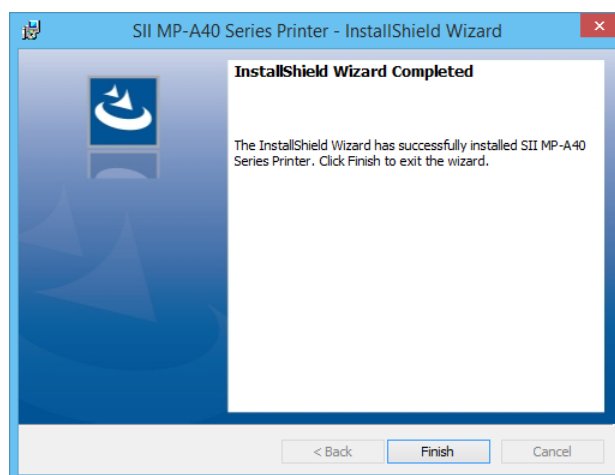 SII MP-A40 Series Printer - InstallShield Wizard
InstallShield Wizard Completed
The InstallShield Wizard has successfully installed SII MP-A40
Series Printer. Click Finish to exit the wizard.
< Back
Finish
Cancel